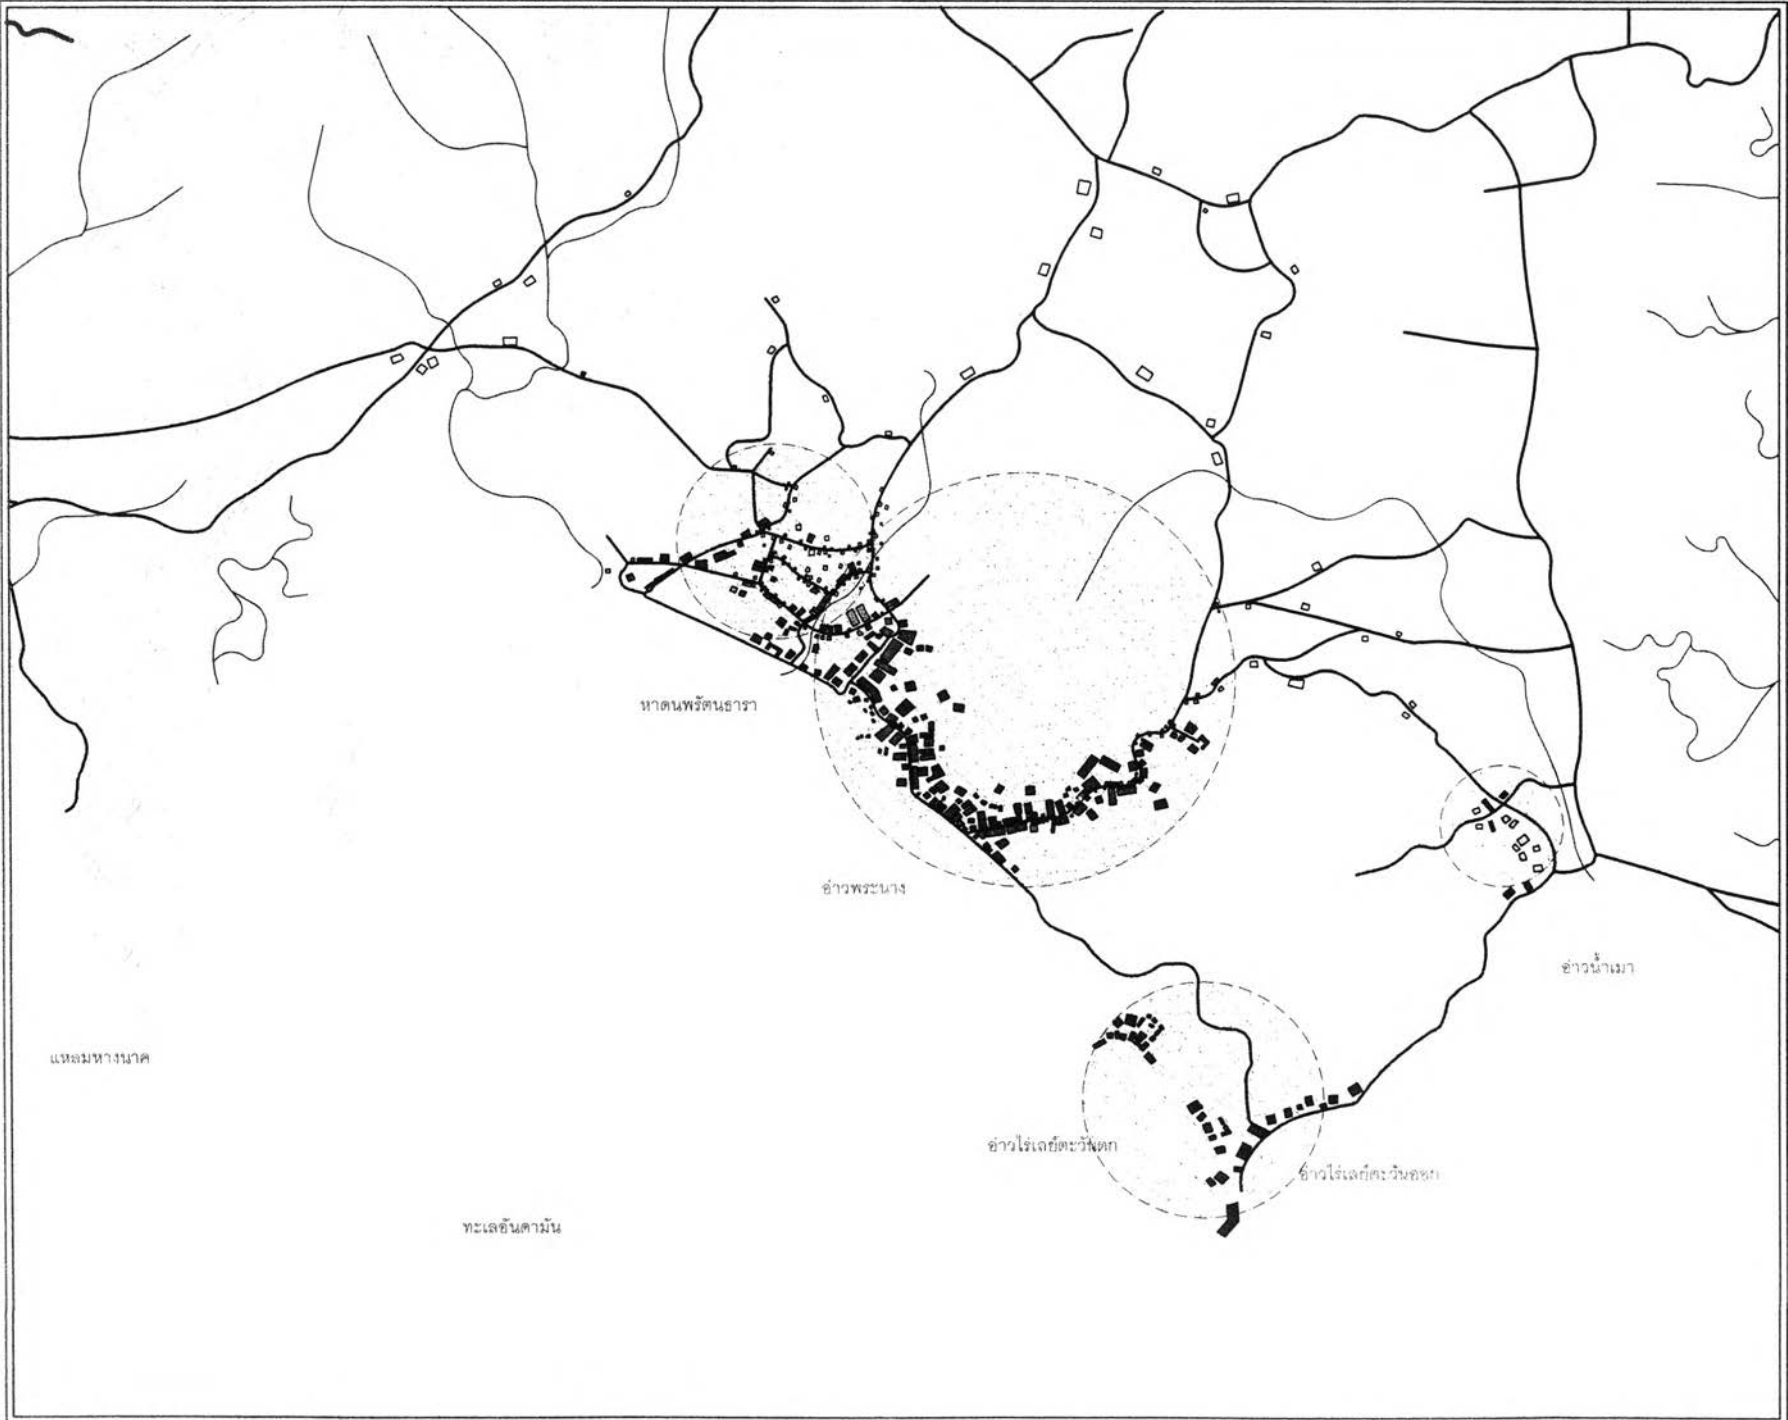 หาดนพรัตนธารา
อ่าวพระนาง
อ่าวน้ำเมา
แหลมหางนาค
อ่าวไร่เลย์ตะวันตก
อ่าวไร่เลย์ตะวันออก
ทะเลอันดามัน